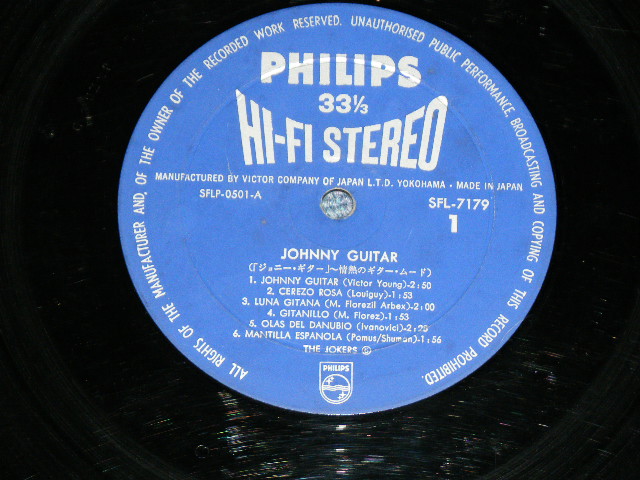 ALL RIGHTS OF THE MANUFACTURER AND, OF THE OWNER OF THE RECORDED WORK RESERVED. UNAUTHORISED PUBLIC PERFORMANCE, BROADCASTING AND COPYING OF THIS RECORD PROHIBITED.
PHILIPS
33⅓
HI-FI STEREO
MANUFACTURED BY VICTOR COMPANY OF JAPAN L.T.D. YOKOHAMA • MADE IN JAPAN
SFLP-0501-A
SFL-7179
1
JOHNNY GUITAR
(「ジョニー・ギター」～情熱のギター・ムード)
1. JOHNNY GUITAR (Victor Young)-2:50
2. CEREZO ROSA (Louiguy)-1:53
3. LUNA GITANA (M. Florezil Arbex)-2:00
4. GITANILLO (M. Florez)-1:53
5. OLAS DEL DANUBIO (Ivanovici)
6. MANTILLA ESPANOLA (Pomus/Shuman)-1:56
THE JOKERS
PHILIPS